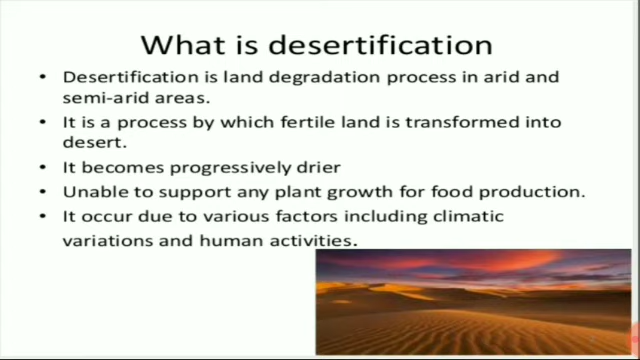 What is desertification
• Desertification is land degradation process in arid and
semi-arid areas.
• It is a process by which fertile land is transformed into
desert.
• It becomes progressively drier
• Unable to support any plant growth for food production.
• It occur due to various factors including climatic
variations and human activities.